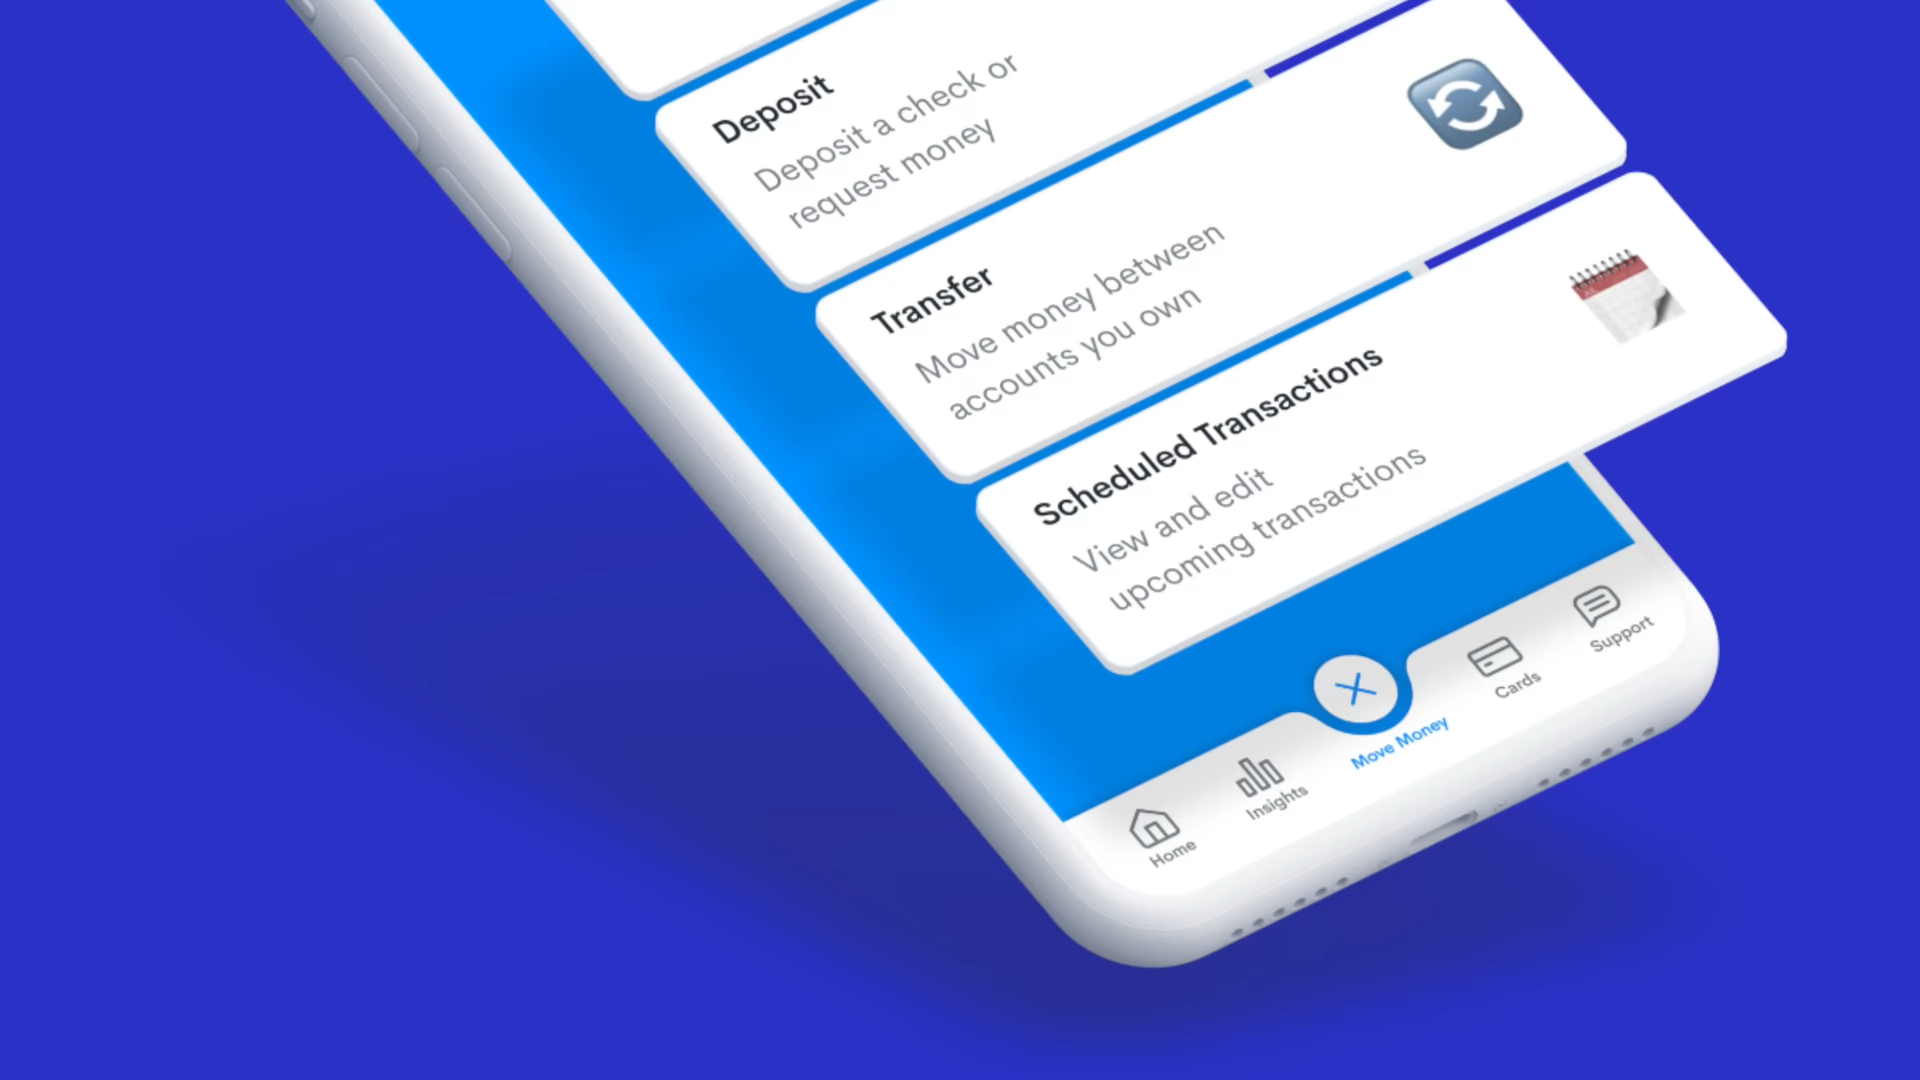 Deposit
Deposit a check or
request money
Transfer
Move money between
accounts you own
Scheduled Transactions
View and edit
upcoming transactions
Home
Insights
Move Money
Cards
Support